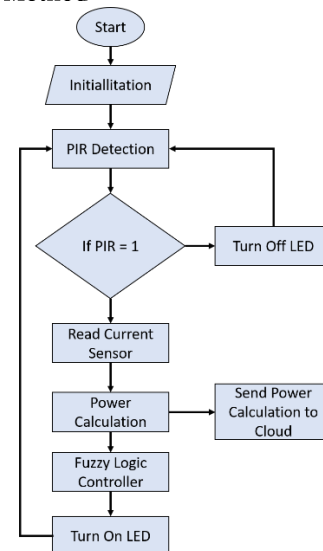 Start
Initiallitation
PIR Detection
If PIR = 1
Turn Off LED
Read Current
Sensor
Power
Calculation
Send Power
Calculation to
Cloud
Fuzzy Logic
Controller
Turn On LED